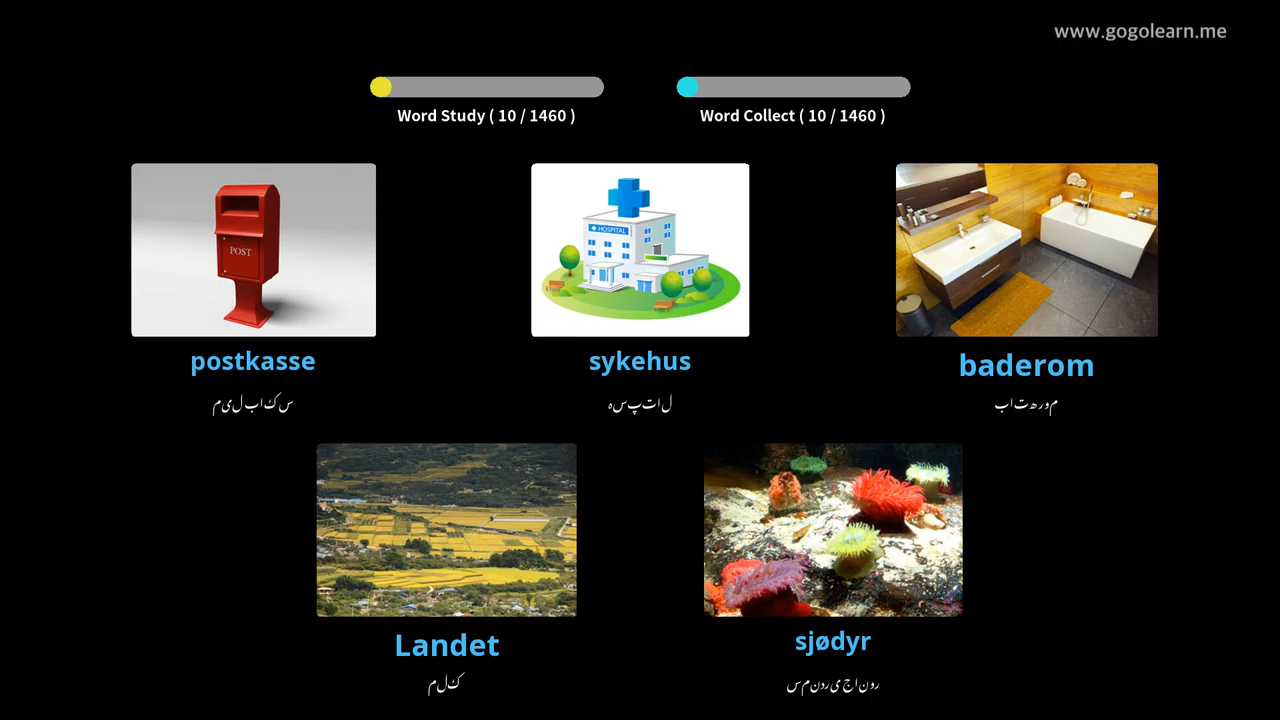 www.gogolearn.me
Word Study ( 10 / 1460 )
Word Collect ( 10 / 1460 )
POST
HOSPITAL
postkasse
میل باکس
sykehus
ہسپتال
baderom
باتھ روم
Landet
ملک
sjødyr
سمندری جانور